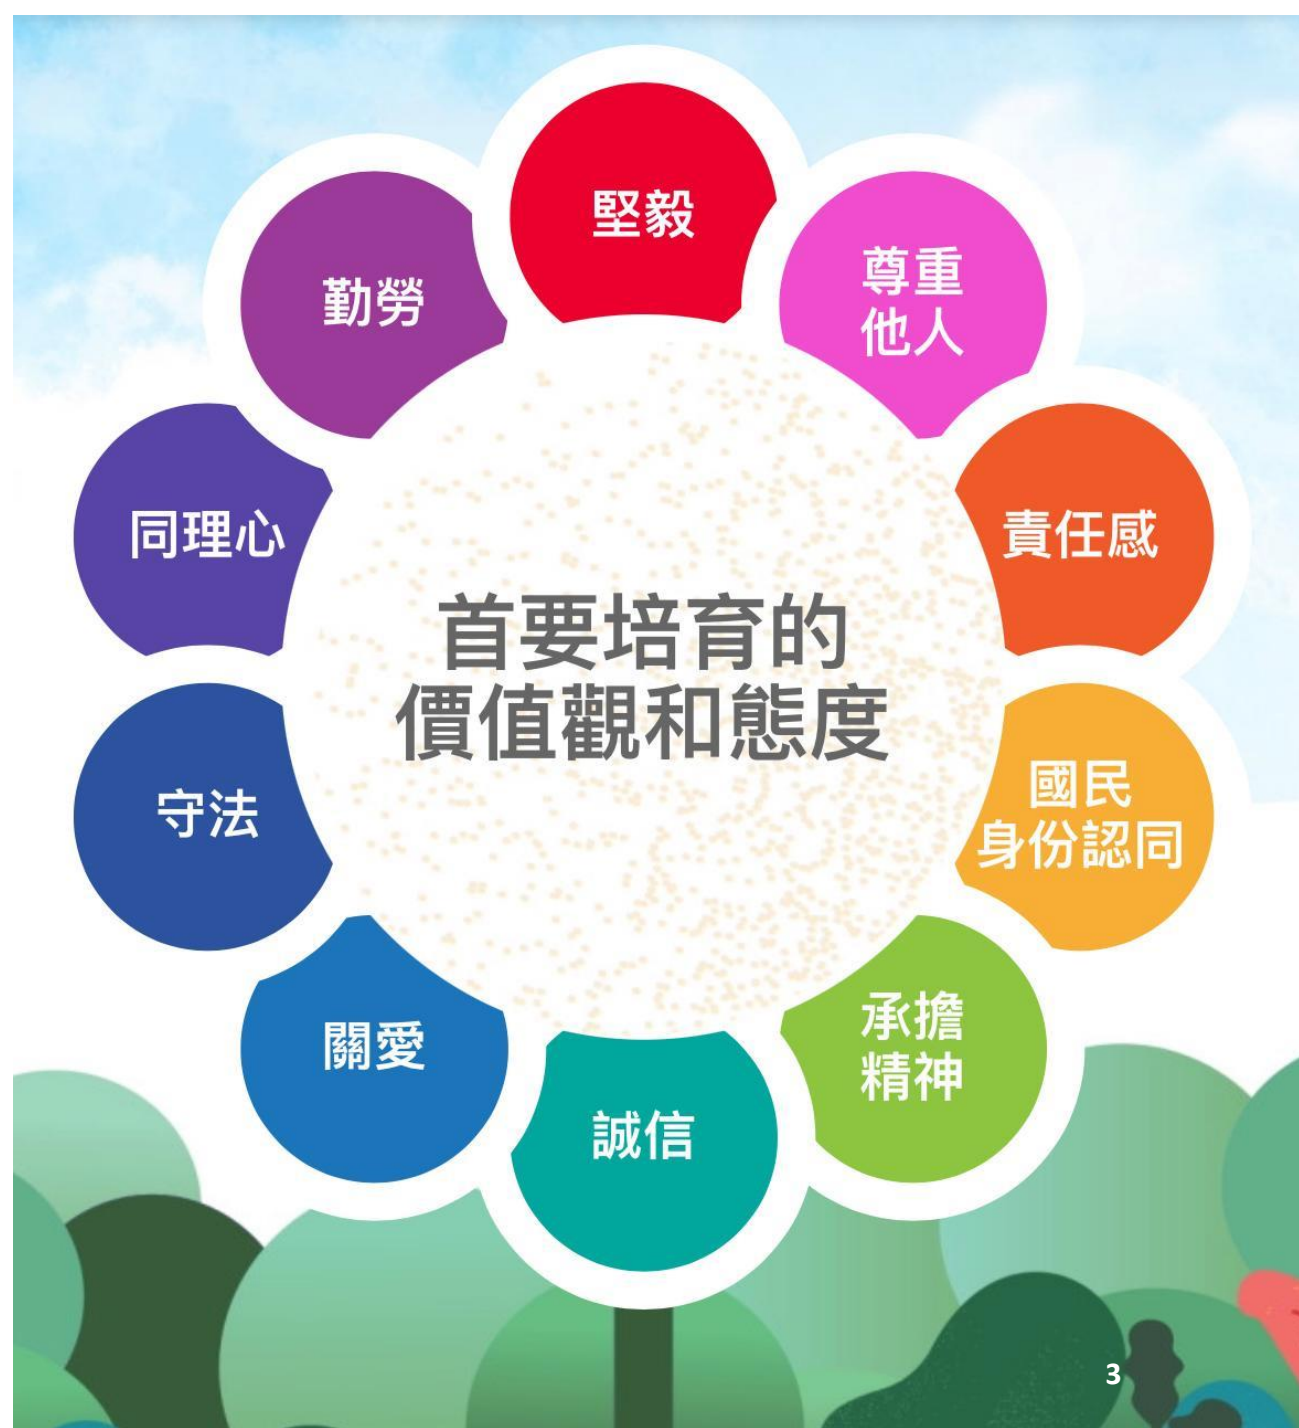 堅毅
尊重
他人
勤勞
同理心
責任感
首要培育的
價值觀和態度
國民
身份認同
守法
承擔
精神
關愛
誠信
3